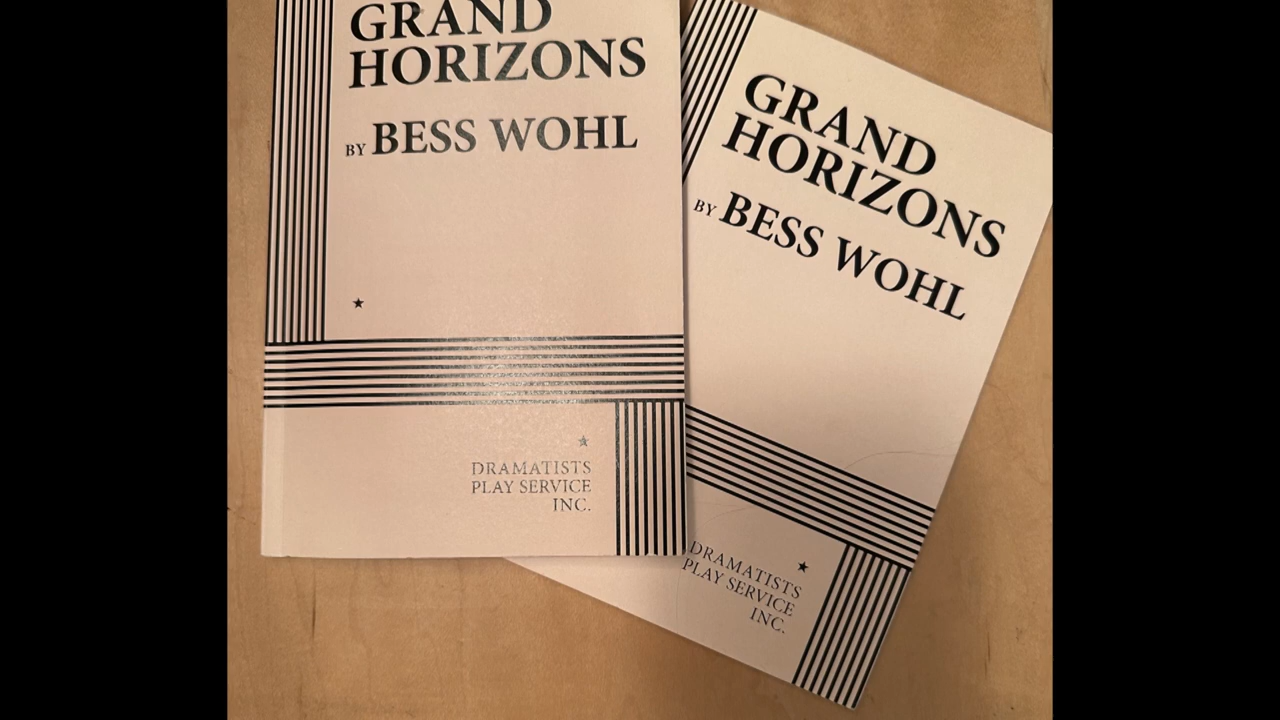 GRAND
HORIZONS
BY BESS WOHL
DRAMATISTS
PLAY SERVICE
INC.
GRAND
HORIZONS
BY BESS WOHL
DRAMATISTS
PLAY SERVICE
INC.